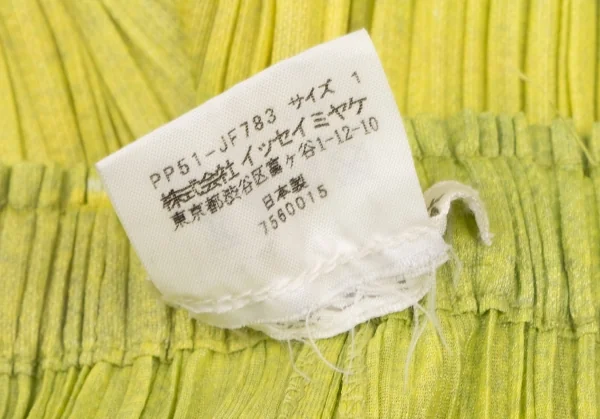 PP51-JF783 サイズ 1
株式会社 イッセイミヤケ
東京都渋谷区富ヶ谷1-12-10
日本製
7560015